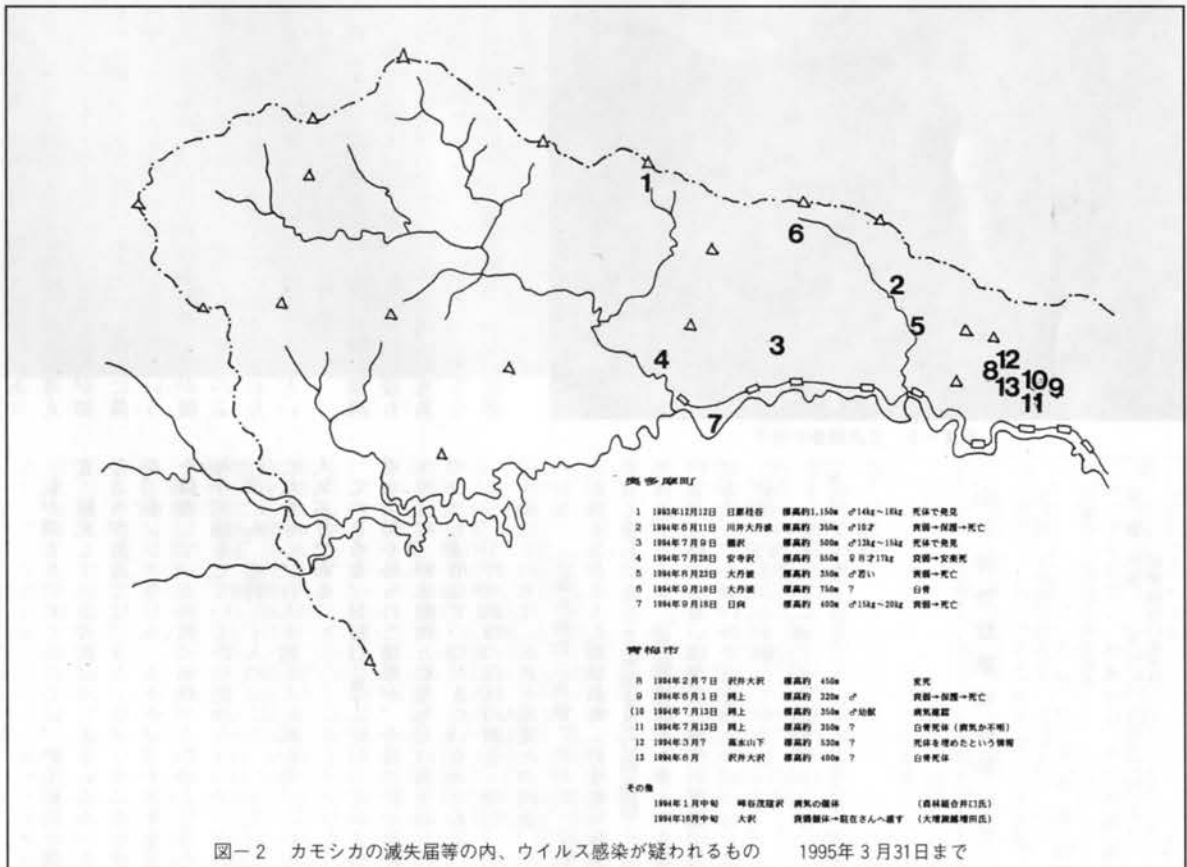 1
6
2
5
3
4
7
12
8
13
10
9
11
奥多摩町
1 1993年12月12日 日原柱谷 標高約1,150m ♂14kg~16kg 死体で発見
2 1994年6月11日 川井大丹波 標高約 350m ♂10才 衰弱→保護→死亡
3 1994年7月9日 標高約 500m ♂13kg~15kg 死体で発見
4 1994年7月28日 安寺沢 標高約 550m ♀8才17kg 衰弱→安楽死
5 1994年8月23日 大丹波 標高約 350m ♂若い 衰弱→死亡
6 1994年9月10日 大丹波 標高約 750m ? 白骨
7 1994年9月18日 日向 標高約 400m ♂15kg~20kg 衰弱→死亡
青梅市
8 1994年2月7日 沢井大沢 標高約 450m 変死
9 1994年6月1日 同上 標高約 320m ♂ 衰弱→保護→死亡
(10 1994年7月13日 同上 標高約 350m ♂幼獣 病気確認
11 1994年7月13日 同上 標高約 350m ? 白骨死体(病気か不明)
12 1994年3月? 高水山下 標高約 530m ? 死体を埋めたという情報
13 1994年6月 沢井大沢 標高約 400m ? 白骨死体
その他
1994年1月中旬 峰谷茂窪沢 病気の個体 (森林組合井口氏)
1994年10月中旬 大沢 衰弱個体→駐在さんへ渡す
図-2 カモシカの滅失届等の内、ウイルス感染が疑われるもの 1995年3月31日まで